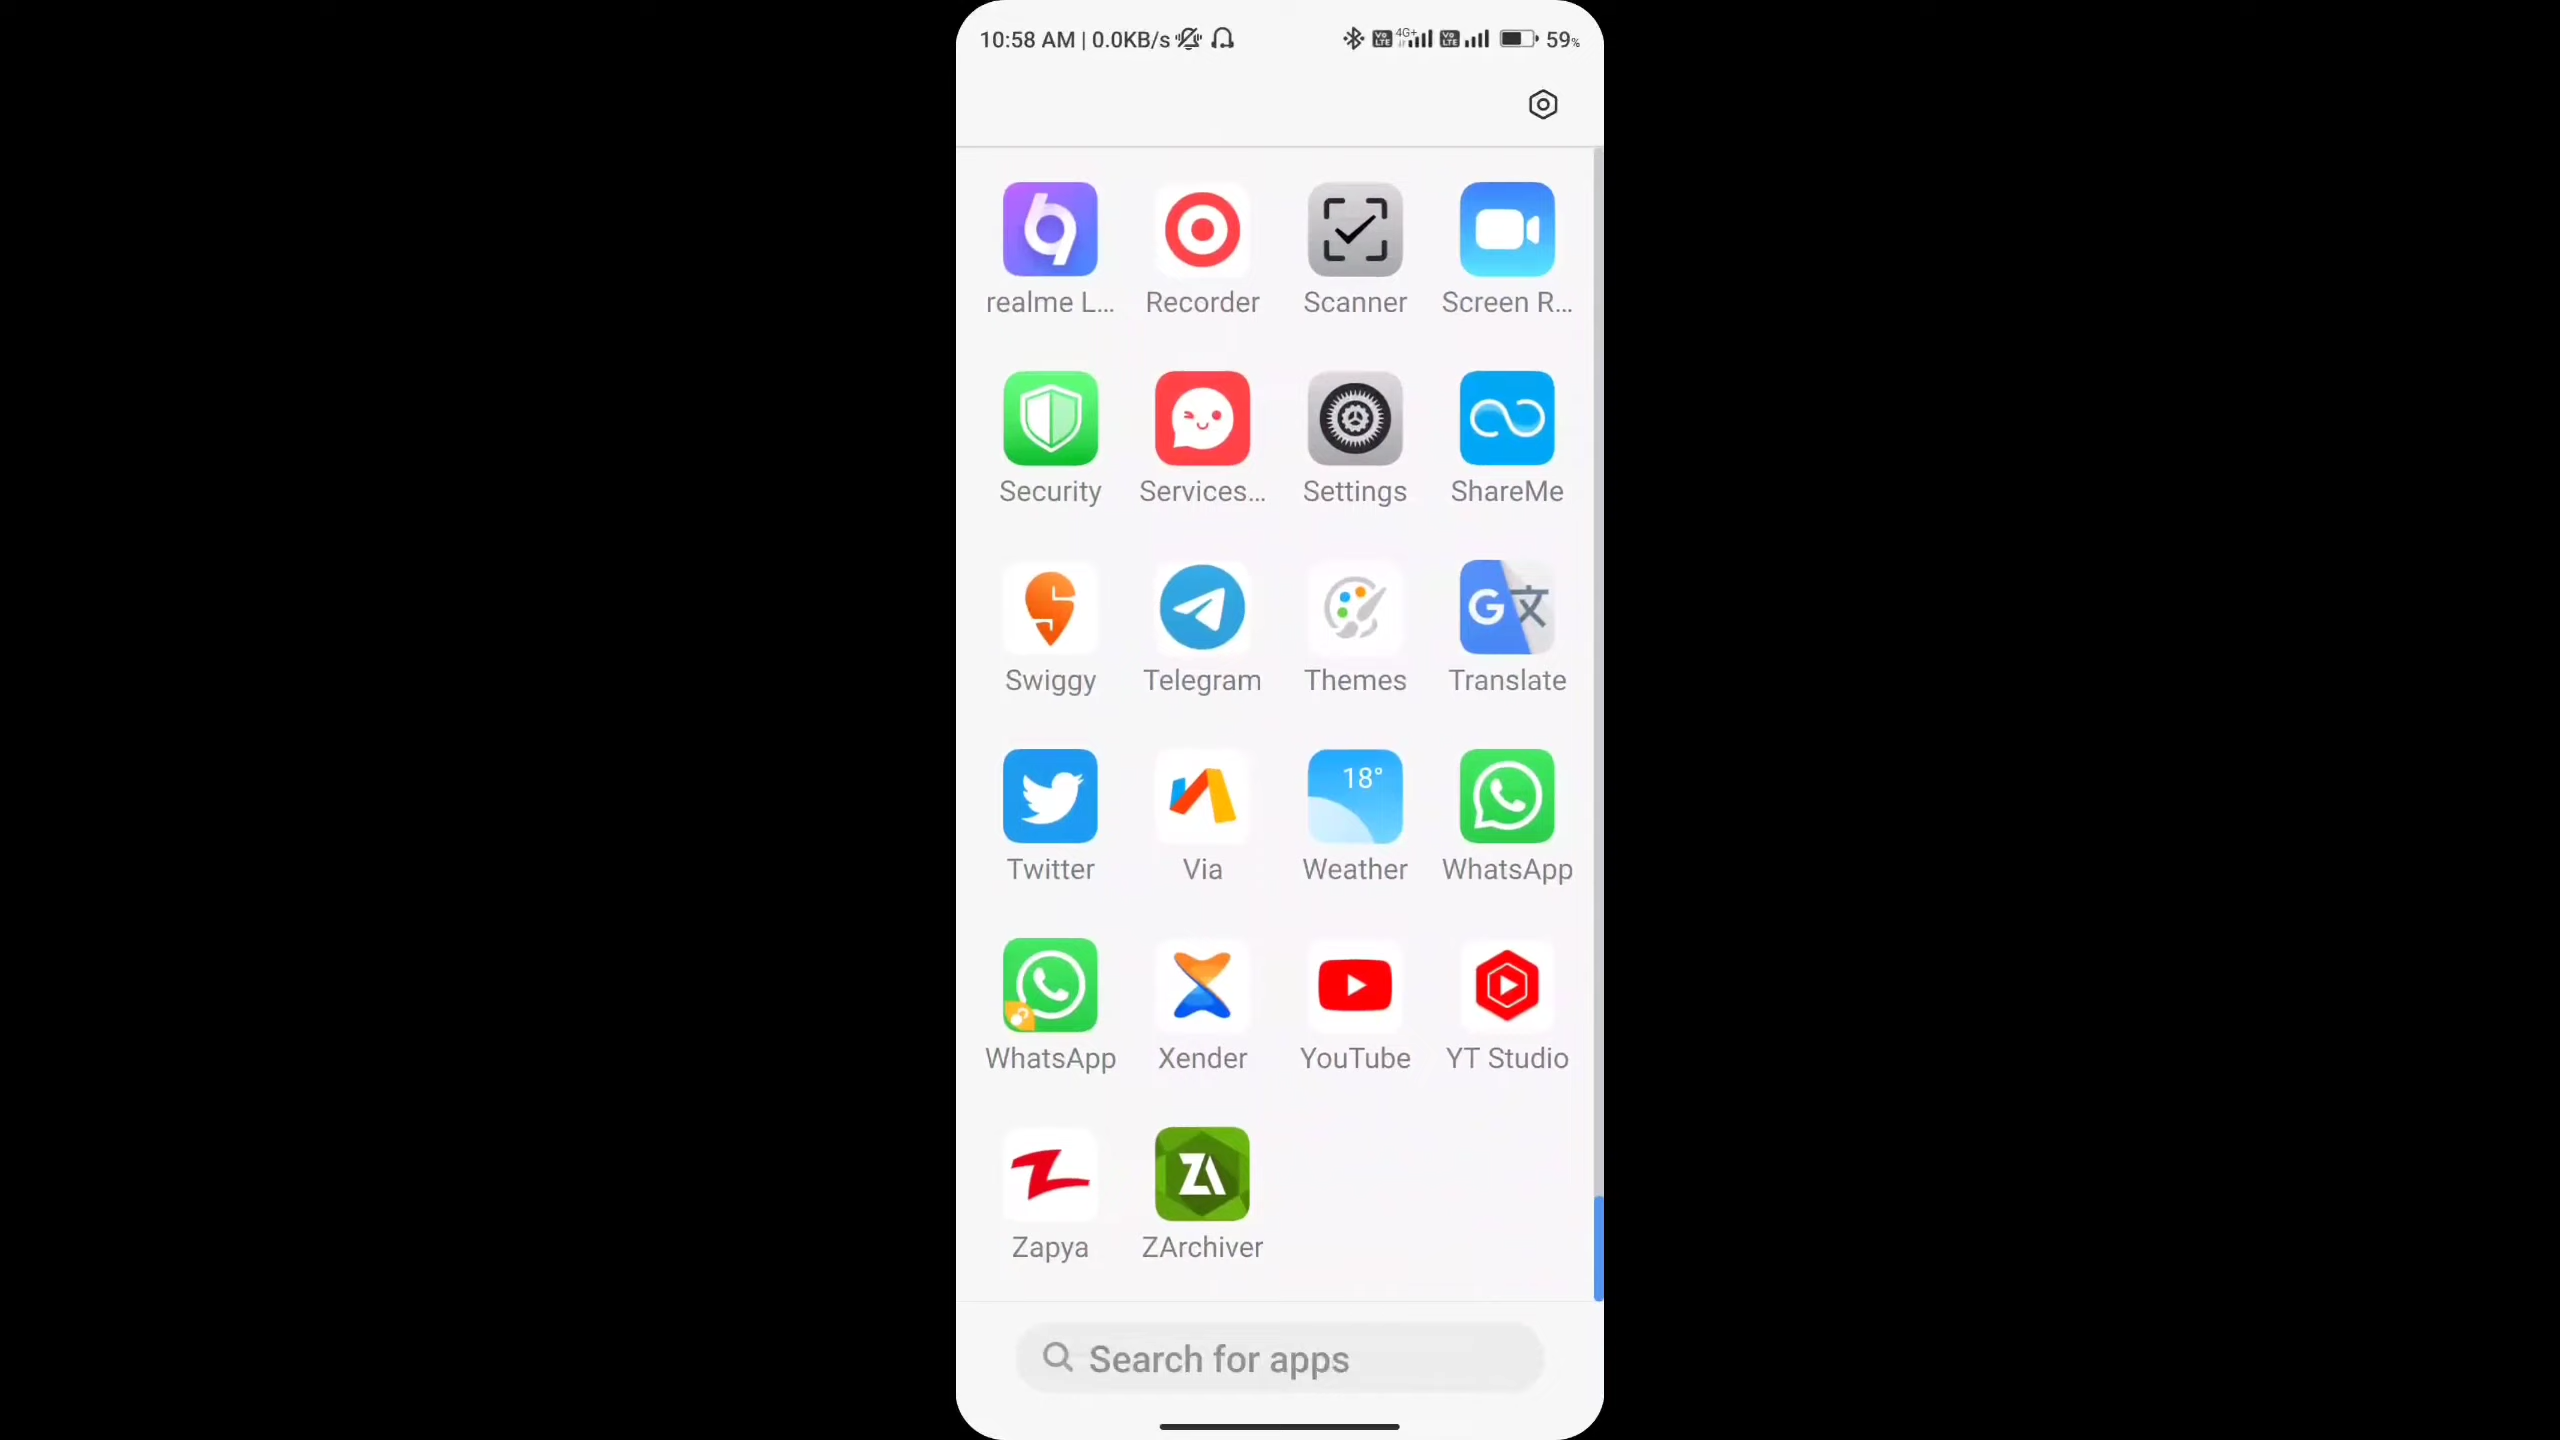 10:58 AM | 0.0KB/s 4G+ 59%
realme L... Recorder Scanner Screen R...
Security Services... Settings ShareMe
Swiggy Telegram Themes Translate
18°
Twitter Via Weather WhatsApp
WhatsApp Xender YouTube YT Studio
Zapya ZArchiver
Search for apps